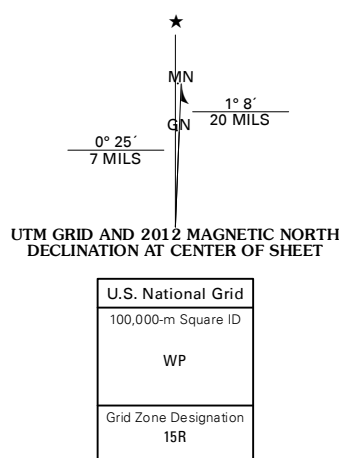 ★
MN
1° 8´
20 MILS
GN
0° 25´
7 MILS
UTM GRID AND 2012 MAGNETIC NORTH
DECLINATION AT CENTER OF SHEET
U.S. National Grid
100,000-m Square ID
WP
Grid Zone Designation
15R